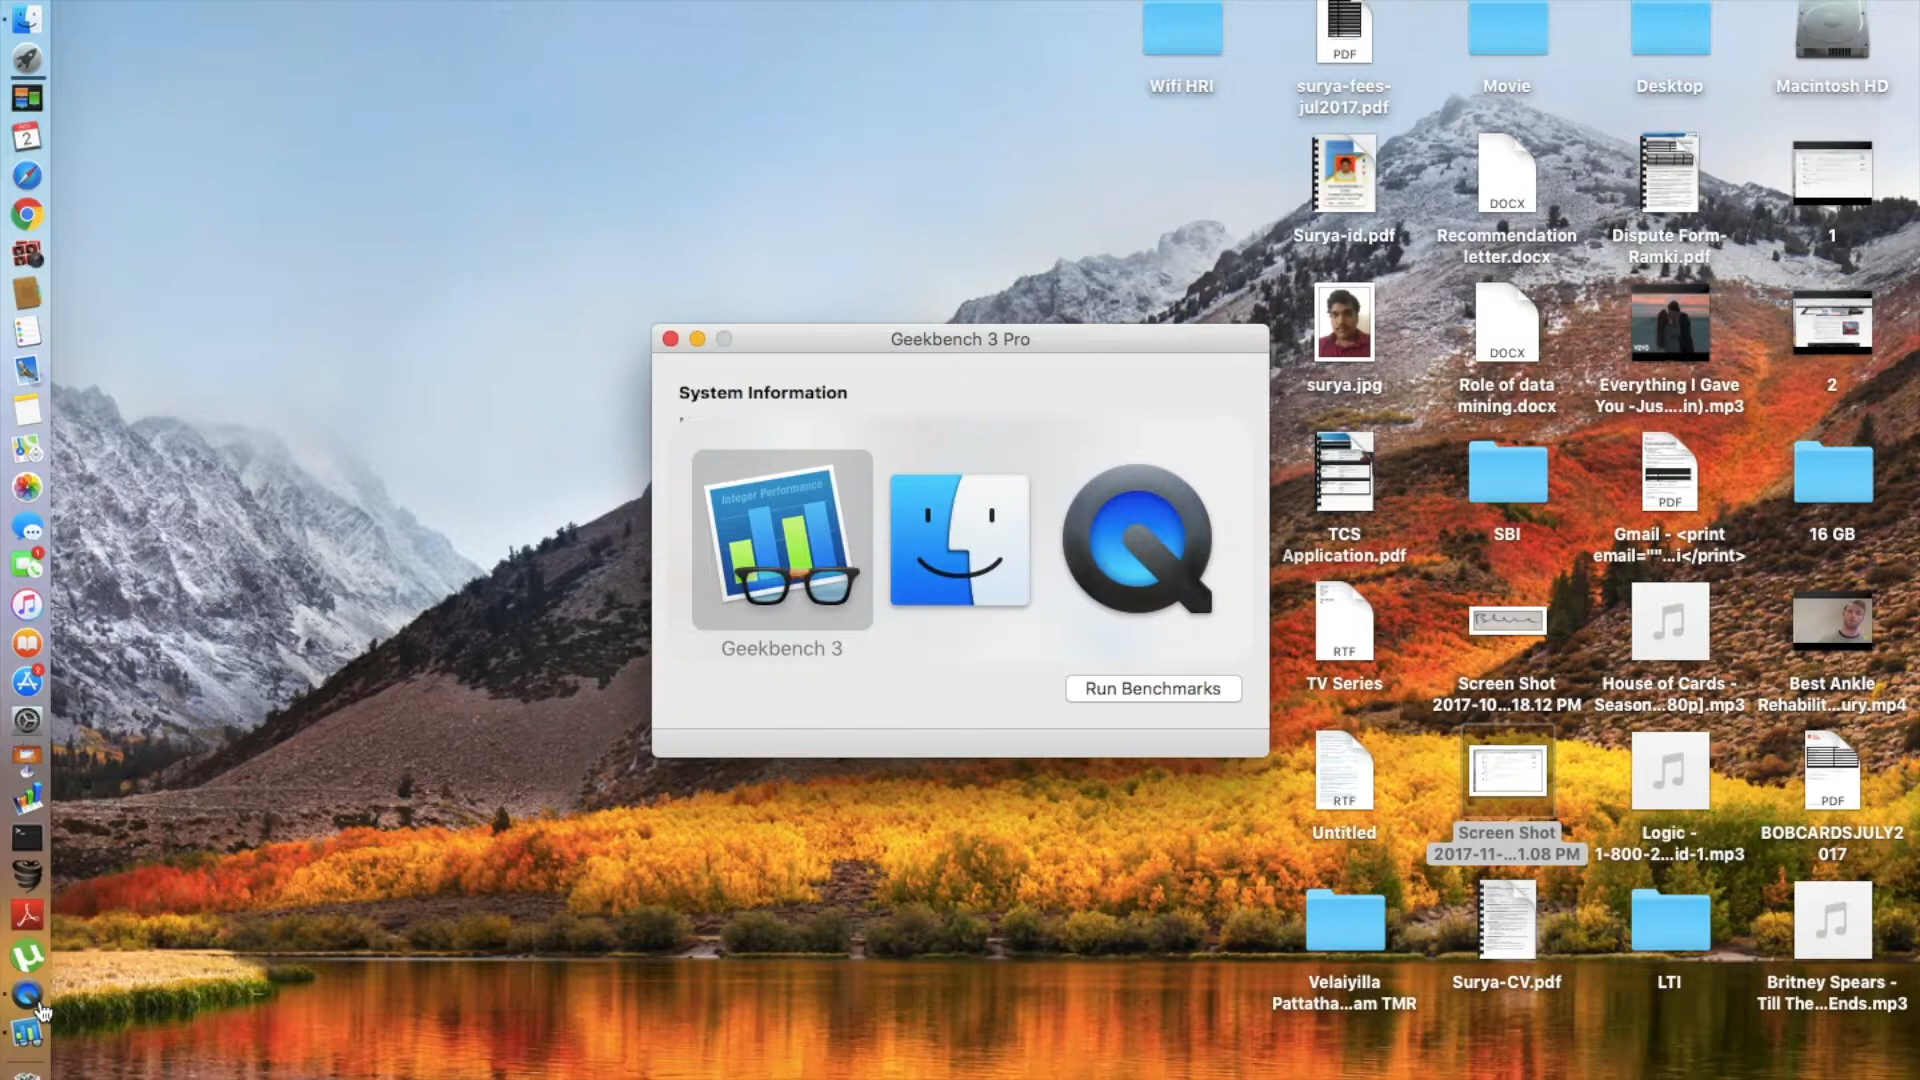 Wifi HRI
PDF
surya-fees-
jul2017.pdf
Movie
Desktop
Macintosh HD
2
Surya-id.pdf
DOCX
Recommendation
letter.docx
Dispute Form-
Ramki.pdf
1
surya.jpg
DOCX
Role of data
mining.docx
Everything I Gave
You -Jus....in).mp3
2
Geekbench 3 Pro
System Information
Integer Performance
Geekbench 3
Run Benchmarks
TCS
Application.pdf
SBI
PDF
Gmail - <print
email=""...i</print>
16 GB
RTF
TV Series
Screen Shot
2017-10...18.12 PM
House of Cards -
Season...80p].mp3
Best Ankle
Rehabilit...ury.mp4
RTF
Untitled
Screen Shot
2017-11-...1.08 PM
Logic -
1-800-2...id-1.mp3
PDF
BOBCARDSJULY2
017
Velaiyilla
Pattatha...am TMR
Surya-CV.pdf
LTI
Britney Spears -
Till The...Ends.mp3